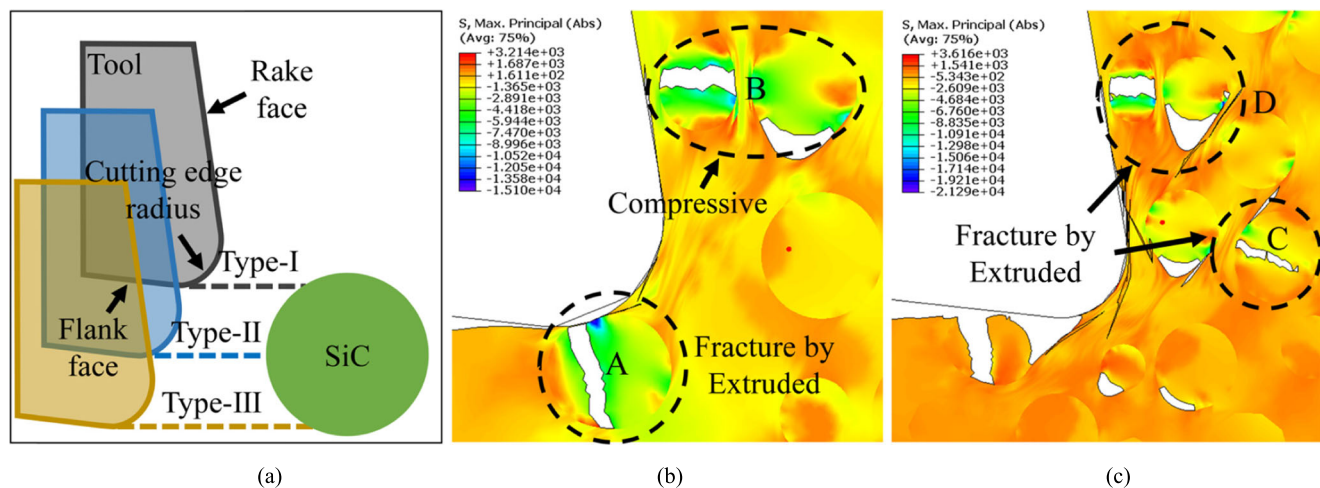 Tool
Rake
face
Cutting edge
radius
Type-I
Flank
face
Type-II
SiC
Type-III
(a)
S, Max. Principal (Abs)
(Avg: 75%)
+3.214e+03
+1.687e+03
+1.611e+02
-1.365e+03
-2.891e+03
-4.418e+03
-5.944e+03
-7.470e+03
-8.996e+03
-1.052e+04
-1.205e+04
-1.358e+04
-1.510e+04
B
Compressive
A
Fracture by
Extruded
(b)
S, Max. Principal (Abs)
(Avg: 75%)
+3.616e+03
+1.541e+03
-5.343e+02
-2.609e+03
-4.684e+03
-6.760e+03
-8.835e+03
-1.091e+04
-1.298e+04
-1.506e+04
-1.714e+04
-1.921e+04
-2.129e+04
D
Fracture by
Extruded
C
(c)